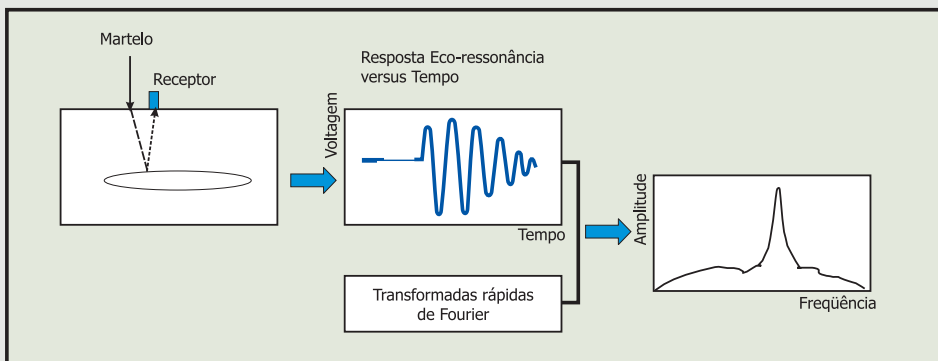 Martelo
Receptor
Resposta Eco-ressonância
versus Tempo
Voltagem
Tempo
Transformadas rápidas
de Fourier
Amplitude
Freqüência